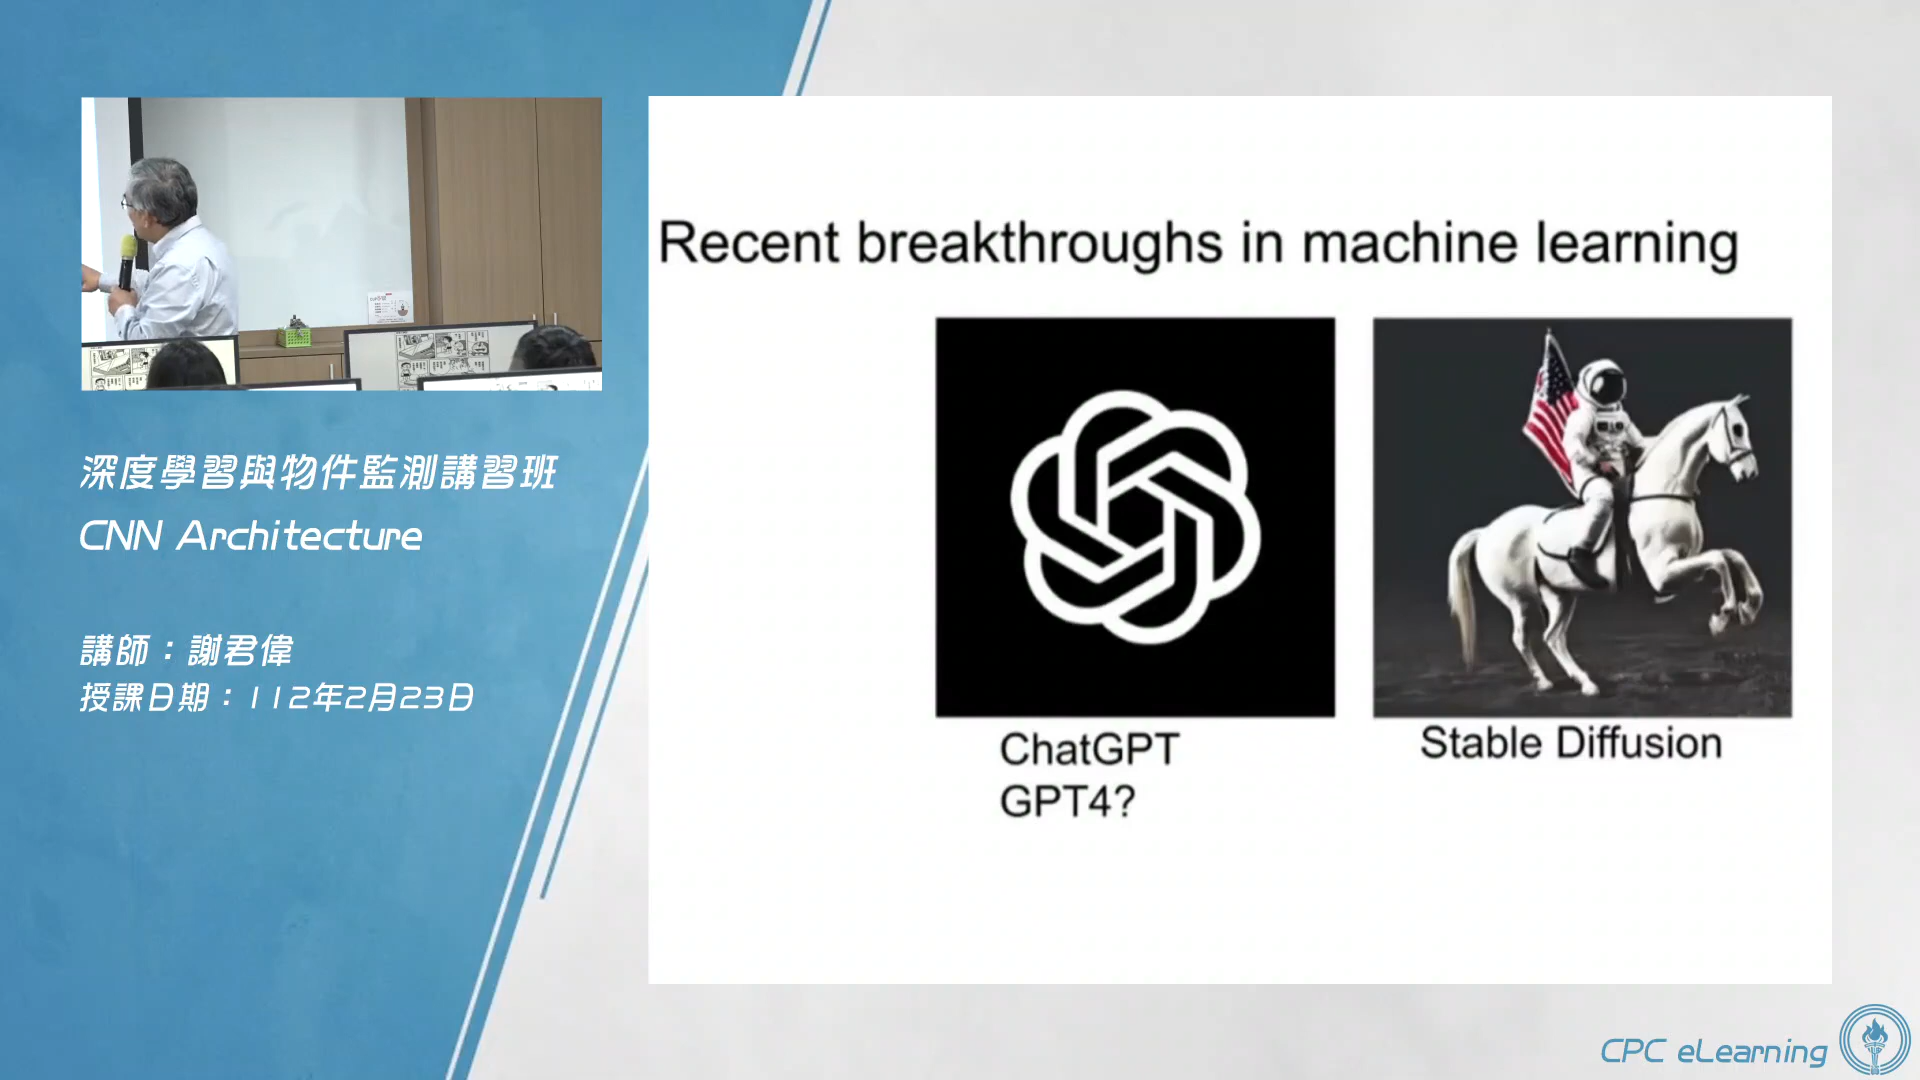 深度學習與物件監測講習班
CNN Architecture
講師：謝君偉
授課日期：112年2月23日
Recent breakthroughs in machine learning
ChatGPT
GPT4?
Stable Diffusion
CPC eLearning